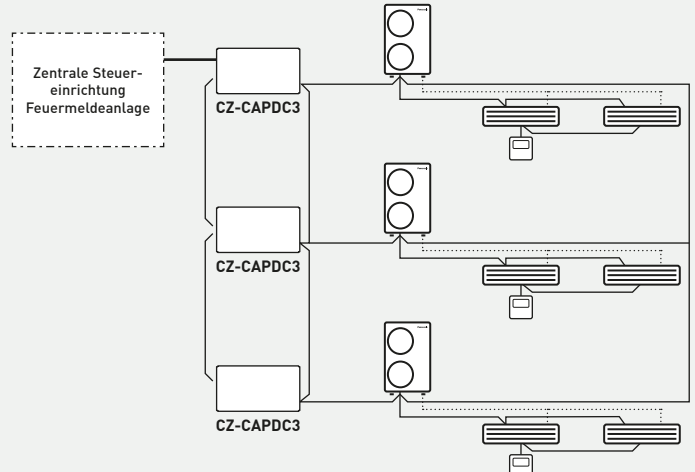 Zentrale Steuer-
einrichtung
Feuermeldeanlage
CZ-CAPDC3
CZ-CAPDC3
CZ-CAPDC3